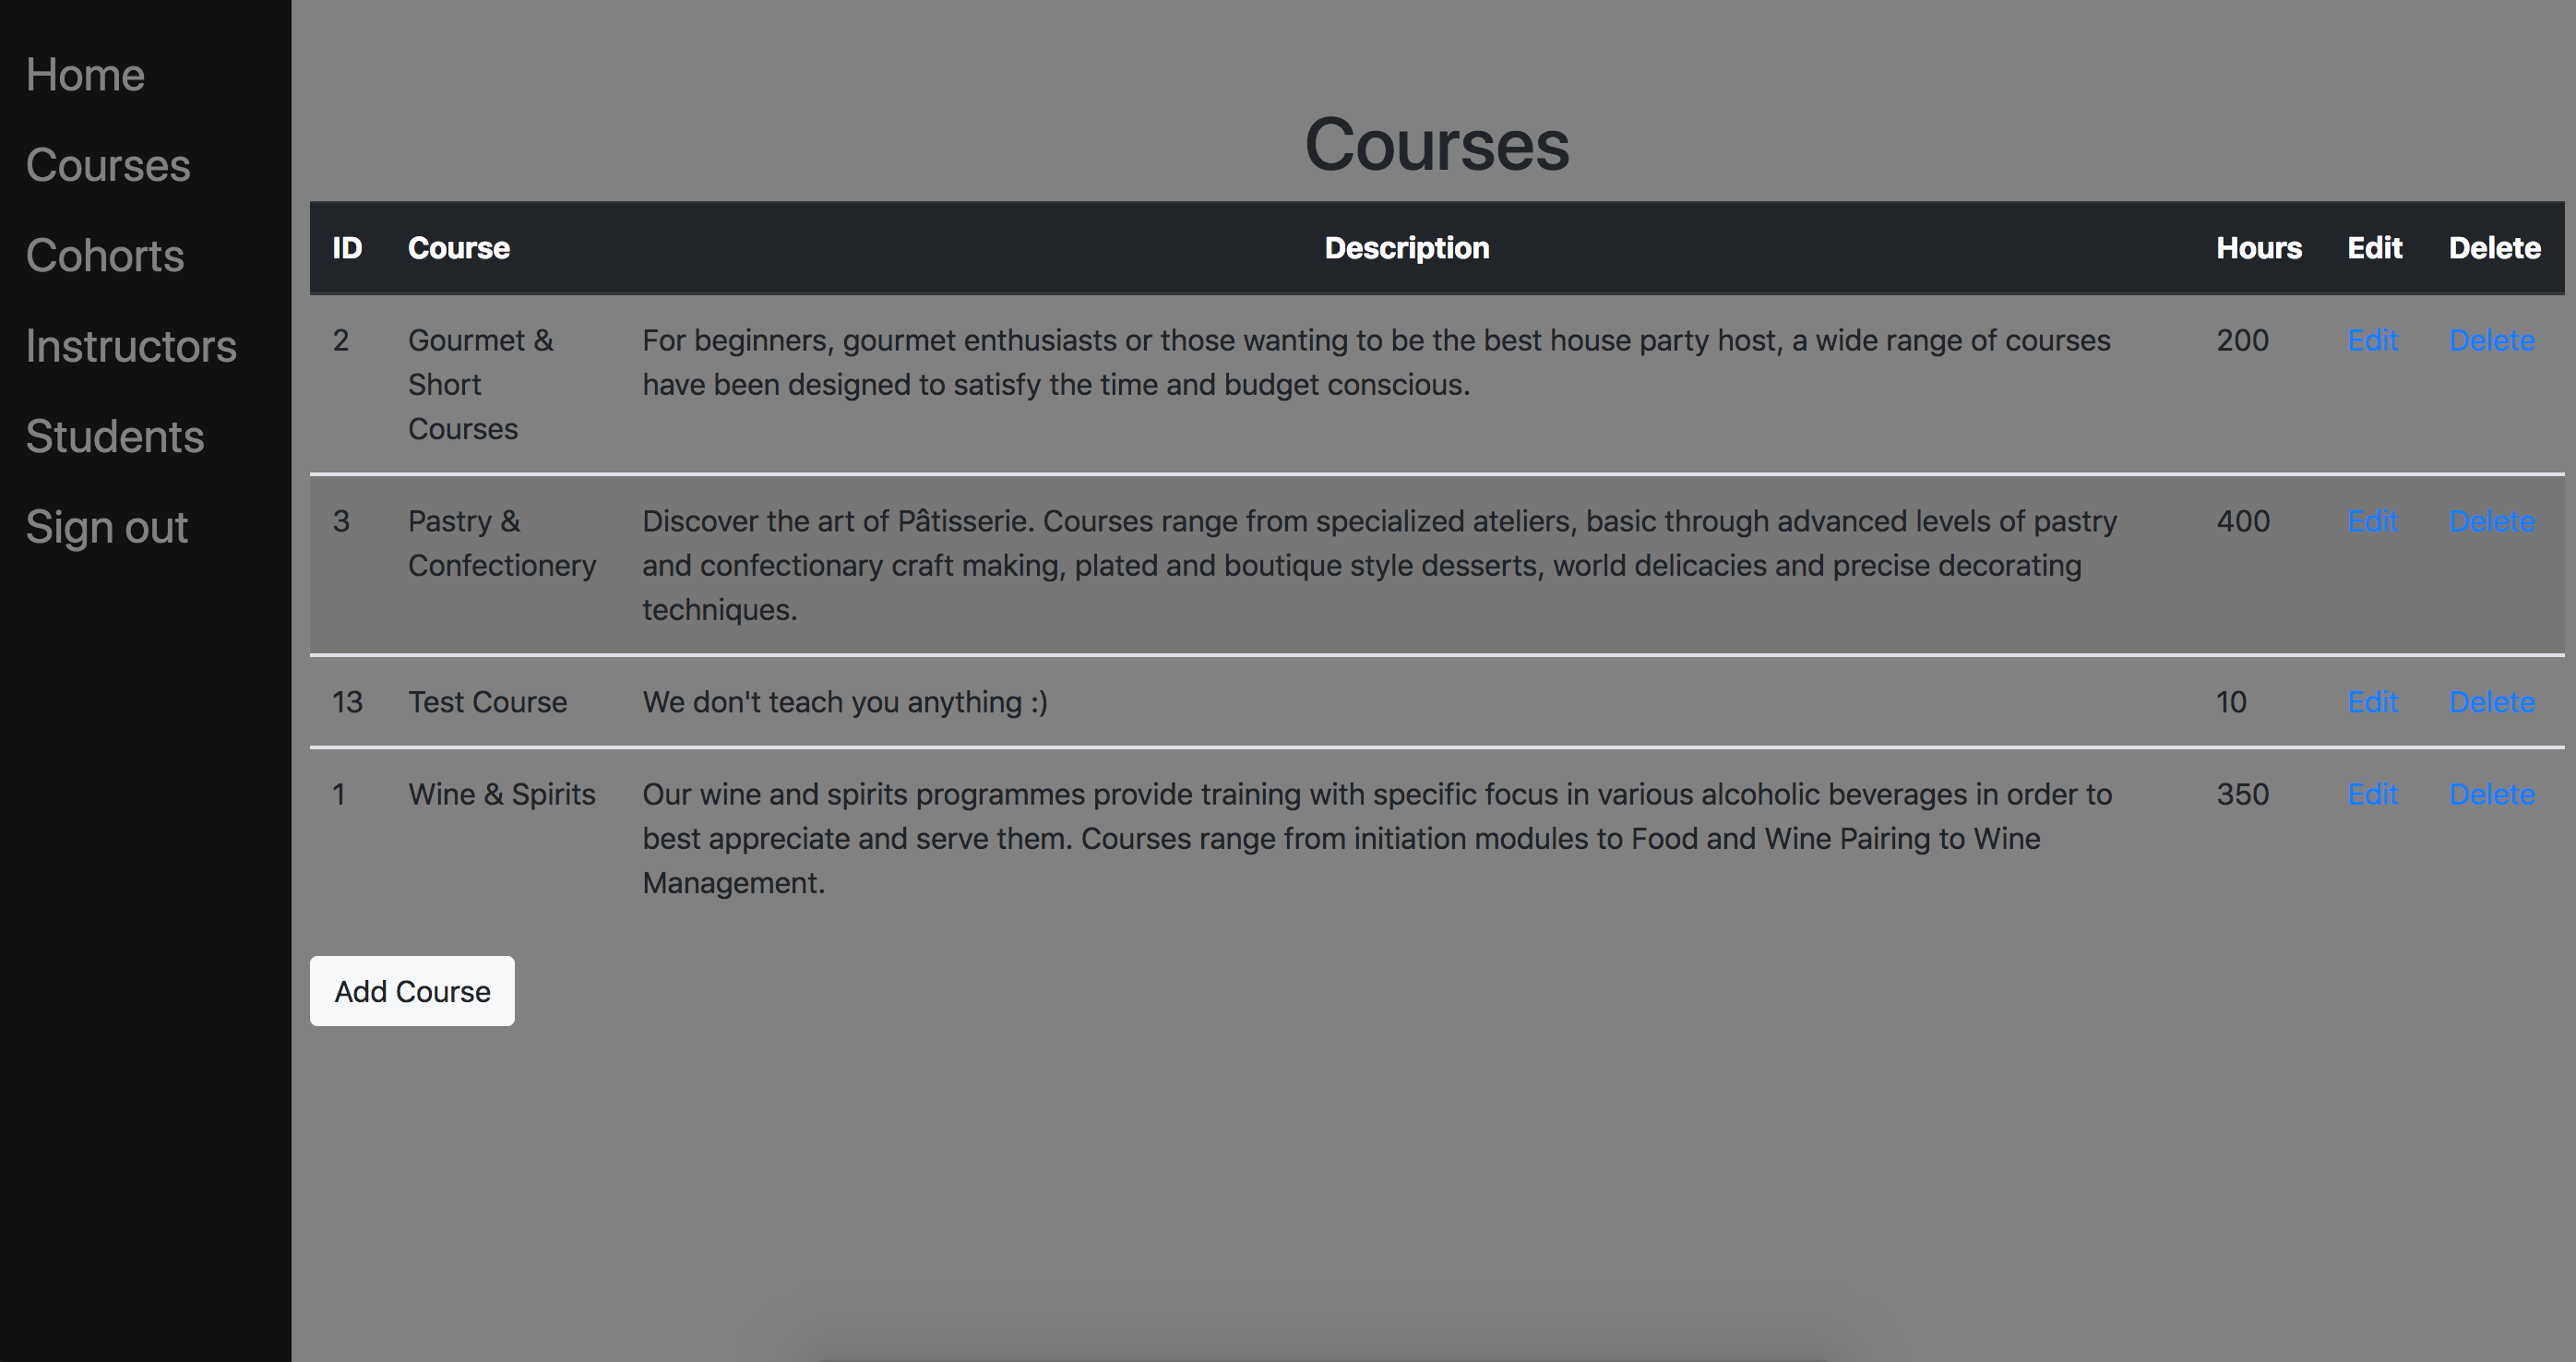 Home
Courses
Cohorts
Instructors
Students
Sign out
Courses
ID Course Description Hours Edit Delete
2 Gourmet & For beginners, gourmet enthusiasts or those wanting to be the best house party host, a wide range of courses 200 Edit Delete
Short have been designed to satisfy the time and budget conscious.
Courses
3 Pastry & Discover the art of Pâtisserie. Courses range from specialized ateliers, basic through advanced levels of pastry 400 Edit Delete
Confectionery and confectionary craft making, plated and boutique style desserts, world delicacies and precise decorating
techniques.
13 Test Course We don't teach you anything :) 10 Edit Delete
1 Wine & Spirits Our wine and spirits programmes provide training with specific focus in various alcoholic beverages in order to 350 Edit Delete
best appreciate and serve them. Courses range from initiation modules to Food and Wine Pairing to Wine
Management.
Add Course